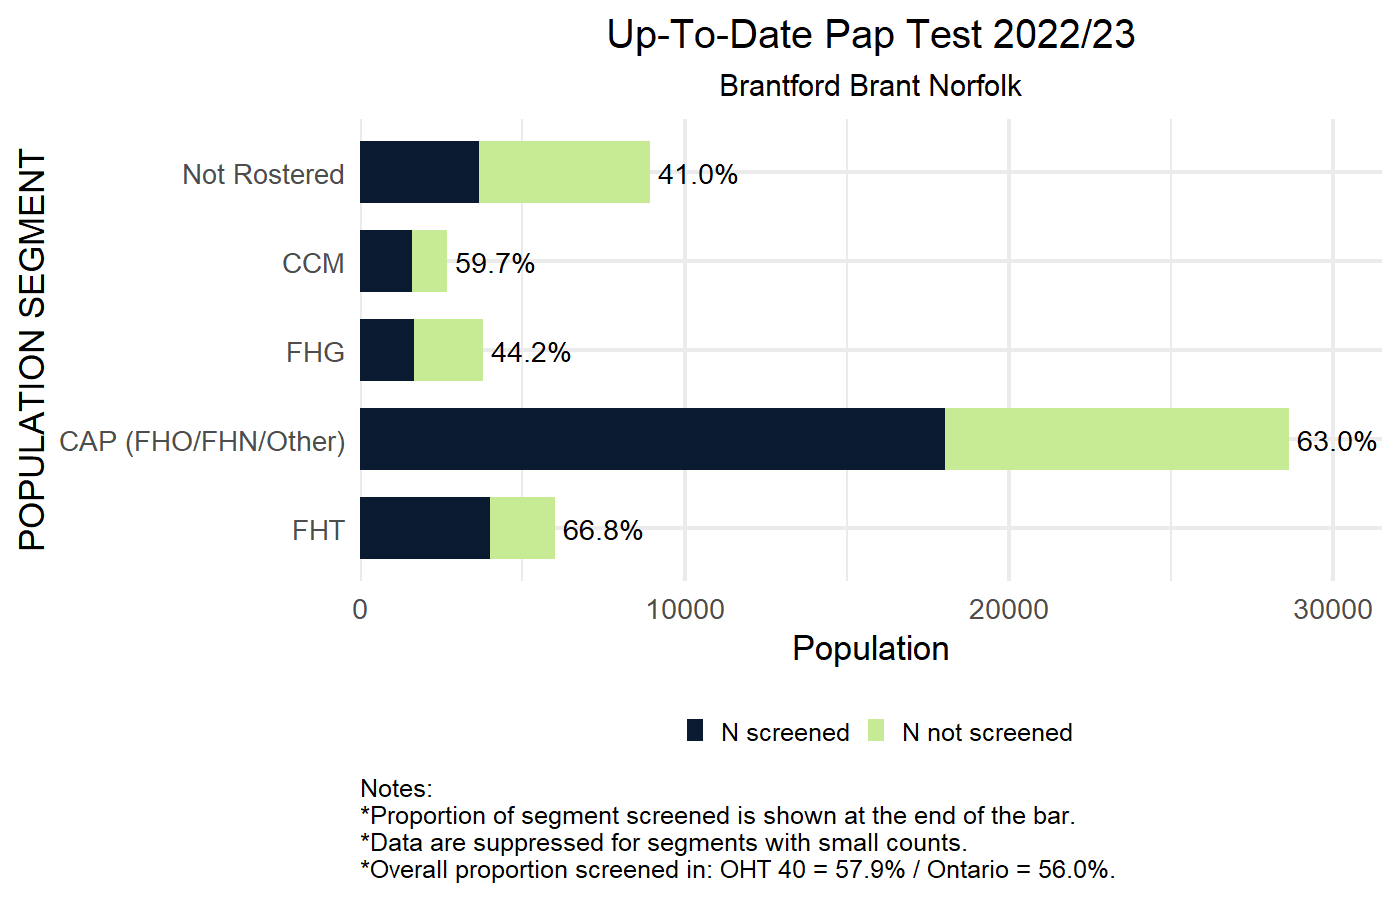 Up-To-Date Pap Test 2022/23
Brantford Brant Norfolk
POPULATION SEGMENT
Not Rostered
41.0%
CCM
59.7%
FHG
44.2%
CAP (FHO/FHN/Other)
63.0%
FHT
66.8%
0 10000 20000 30000
Population
N screened N not screened
Notes:
*Proportion of segment screened is shown at the end of the bar.
*Data are suppressed for segments with small counts.
*Overall proportion screened in: OHT 40 = 57.9% / Ontario = 56.0%.